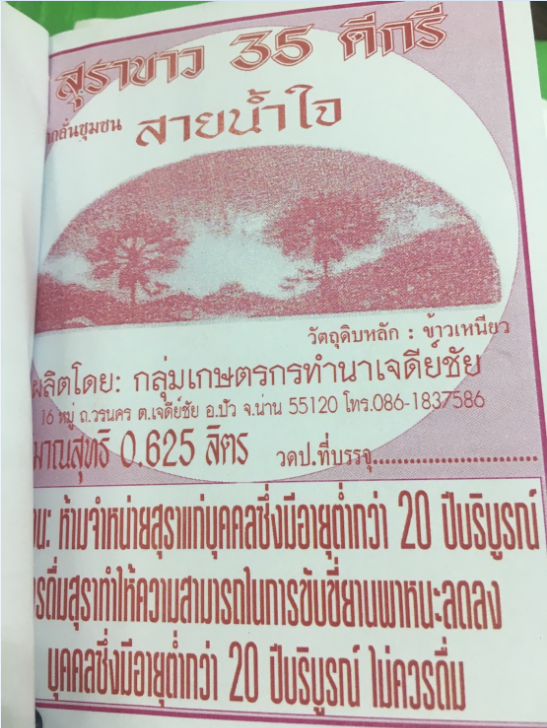 สุราขาว 35 ดีกรี
กลั่นชุมชน สายน้ำใจ
วัตถุดิบหลัก : ข้าวเหนียว
ผลิตโดย: กลุ่มเกษตรกรทำนาเจดีย์ชัย
16 หมู่ ถ.วรนคร ต.เจดีย์ชัย อ.ปัว จ.น่าน 55120 โทร.086-1837586
มาณสุทธิ 0.625 ลิตร วดป.ที่บรรจุ..............................
น: ห้ามจำหน่ายสุราแก่บุคคลซึ่งมีอายุต่ำกว่า 20 ปีบริบูรณ์
รดื่มสุราทำให้ความสามารถในการขับขี่ยานพาหนะลดลง
บุคคลซึ่งมีอายุต่ำกว่า 20 ปีบริบูรณ์ ไม่ควรดื่ม